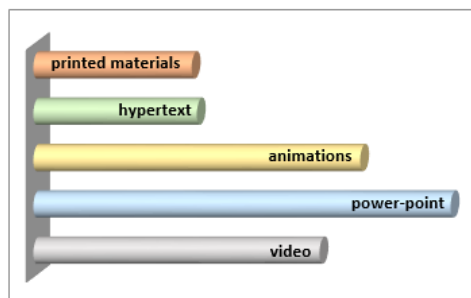 printed materials
hypertext
animations
power-point
video